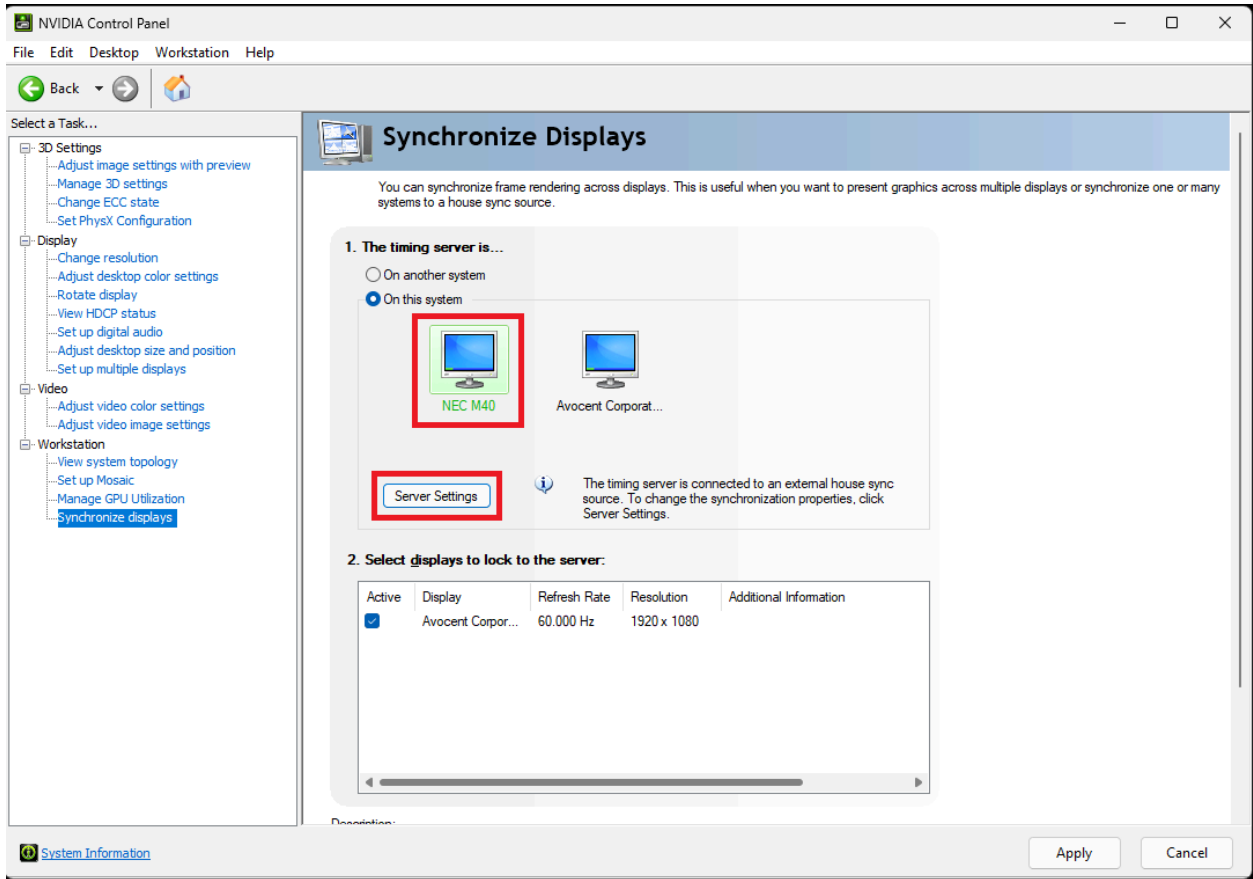 NVIDIA Control Panel
File Edit Desktop Workstation Help
Back
Select a Task...
3D Settings
Adjust image settings with preview
Manage 3D settings
Change ECC state
Set PhysX Configuration
Display
Change resolution
Adjust desktop color settings
Rotate display
View HDCP status
Set up digital audio
Adjust desktop size and position
Set up multiple displays
Video
Adjust video color settings
Adjust video image settings
Workstation
View system topology
Set up Mosaic
Manage GPU Utilization
Synchronize displays
Synchronize Displays
You can synchronize frame rendering across displays. This is useful when you want to present graphics across multiple displays or synchronize one or many
systems to a house sync source.
1. The timing server is...
On another system
On this system
NEC M40 Avocent Corporat...
Server Settings
The timing server is connected to an external house sync
source. To change the synchronization properties, click
Server Settings.
2. Select displays to lock to the server:
Active Display Refresh Rate Resolution Additional Information
Avocent Corpor... 60.000 Hz 1920 x 1080
Description:
System Information
Apply Cancel